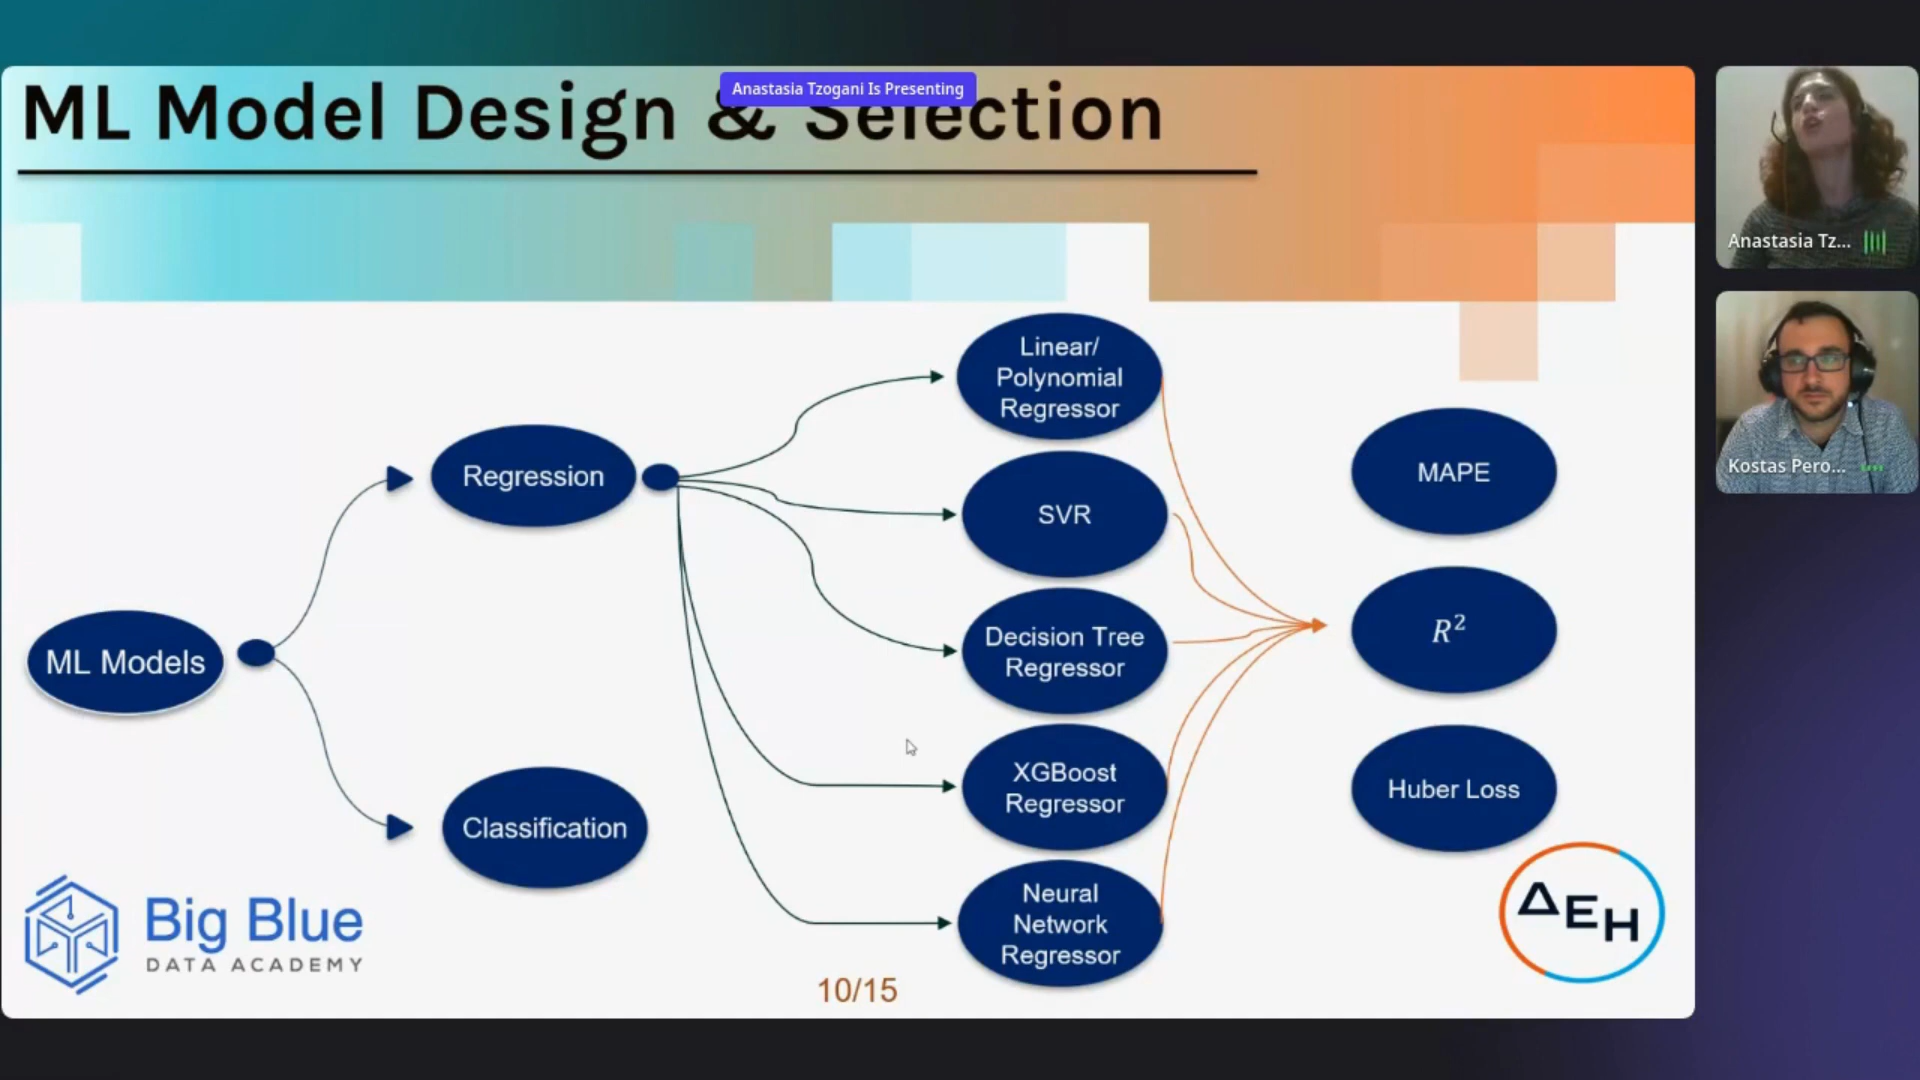 ML Model Design & Selection
Anastasia Tzogani Is Presenting
Anastasia Tz...
Kostas Pero...
ML Models
Regression
Classification
Linear/
Polynomial
Regressor
SVR
Decision Tree
Regressor
XGBoost
Regressor
Neural
Network
Regressor
MAPE
R²
Huber Loss
Big Blue
DATA ACADEMY
10/15
ΔΕΗ